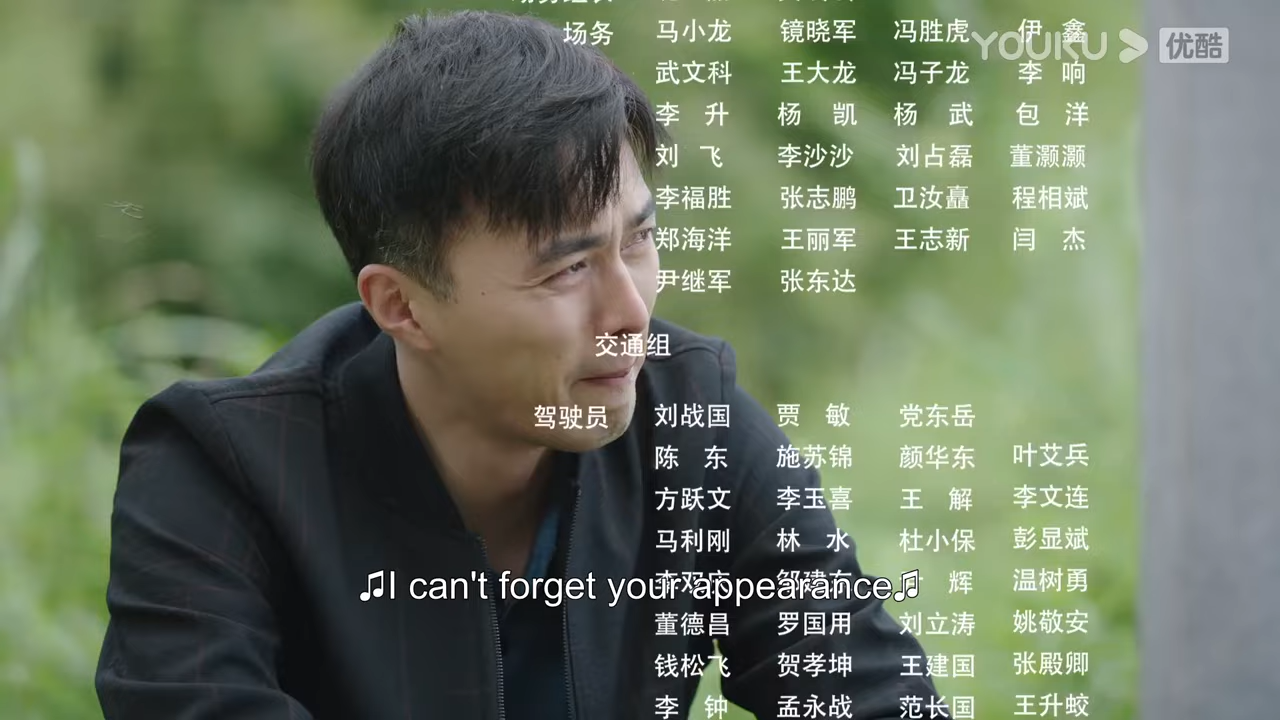 场务 马小龙 镜晓军 冯胜虎 伊鑫
YOUKU 优酷
武文科 王大龙 冯子龙 李响
李升 杨凯 杨武 包洋
刘飞 李沙沙 刘占磊 董灏灏
李福胜 张志鹏 卫汝矗 程相斌
郑海洋 王丽军 王志新 闫杰
尹继军 张东达
交通组
驾驶员 刘战国 贾敏 党东岳
陈东 施苏锦 颜华东 叶艾兵
方跃文 李玉喜 王解 李文连
马利刚 林水 杜小保 彭显斌
辉 温树勇
♫I can't forget your appearance♫
董德昌 罗国用 刘立涛 姚敬安
钱松飞 贺孝坤 王建国 张殿卿
李钟 孟永战 范长国 王升蛟